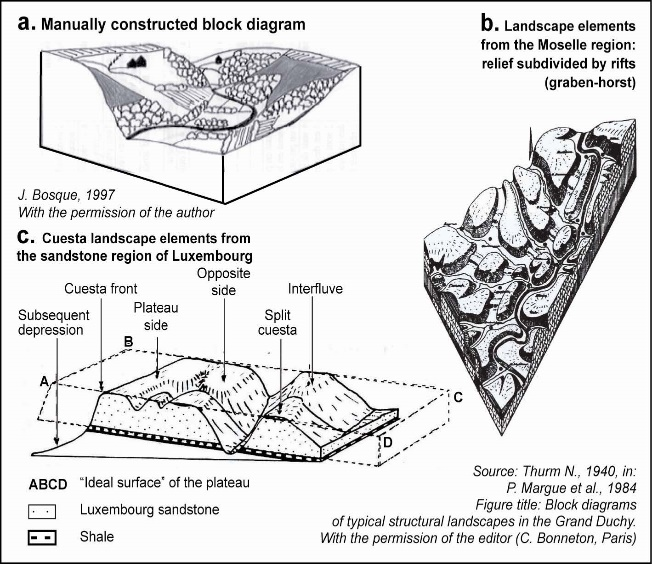 a. Manually constructed block diagram
J. Bosque, 1997
With the permission of the author
b. Landscape elements
from the Moselle region:
relief subdivided by rifts
(graben-horst)
c. Cuesta landscape elements from
the sandstone region of Luxembourg
Subsequent
depression
Cuesta front
Plateau
side
Opposite
side
Split
cuesta
Interfluve
B
A
C
D
ABCD "Ideal surface" of the plateau
Luxembourg sandstone
Shale
Source: Thurm N., 1940, in:
P. Margue et al., 1984
Figure title: Block diagrams
of typical structural landscapes in the Grand Duchy.
With the permission of the editor (C. Bonneton, Paris)